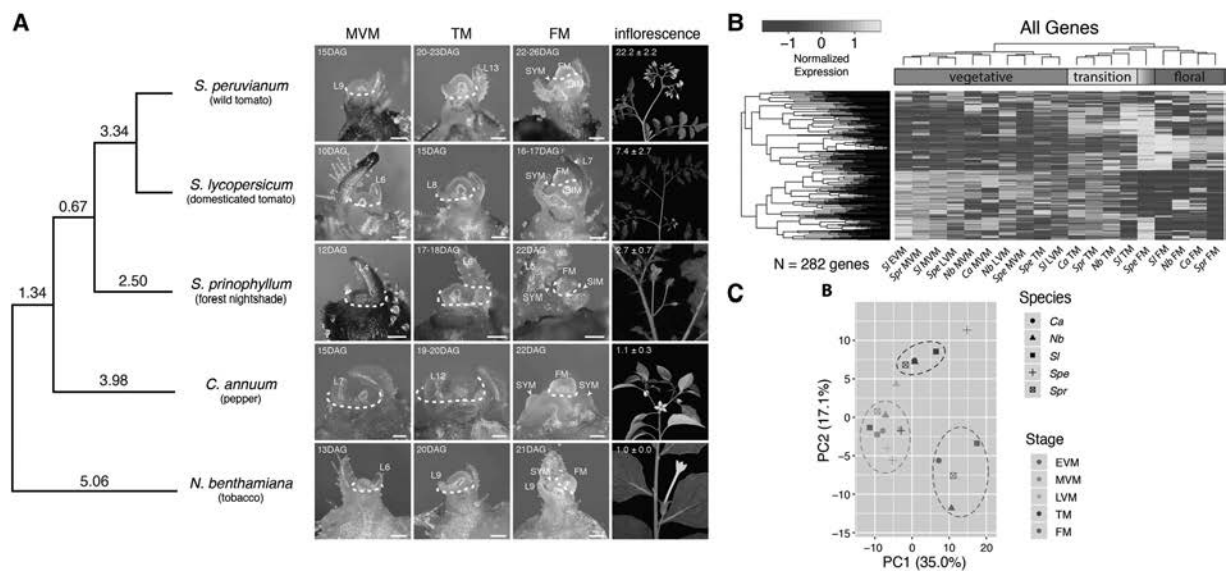 A
MVM
TM
FM
inflorescence
3.34
0.67
2.50
1.34
3.98
5.06
S. peruvianum
(wild tomato)
S. lycopersicum
(domesticated tomato)
S. prinophyllum
(forest nightshade)
C. annuum
(pepper)
N. benthamiana
(tobacco)
15DAG
L9
20-23DAG
LL13
22-26DAG
FM
SYM
22.2 ± 2.2
10DAG
L6
15DAG
L8
16-17DAG
L7
FM
SYM
SIM
7.4 ± 2.7
12DAG
17-18DAG
L8
22DAG
L6
FM
SYM
SIM
2.7 ± 0.7
15DAG
L7
19-20DAG
L12
22DAG
FM
SYM
SYM
1.1 ± 0.3
13DAG
L6
20DAG
L9
21DAG
SYM
FM
L9
1.0 ± 0.0
B
−1 0 1
Normalized
Expression
All Genes
vegetative
transition
floral
N = 282 genes
Sl EVM
Spr MVM
Sl MVM
Spe LVM
Nb MVM
Ca MVM
Nb LVM
Spe MVM
Spe TM
Sl LVM
Ca TM
Spr TM
Nb TM
Sl TM
Spe FM
Sl FM
Nb FM
Ca FM
Spr FM
C
B
PC2 (17.1%)
10
5
0
−5
−10
−15
−10 0 10 20
PC1 (35.0%)
Species
Ca
Nb
Sl
Spe
Spr
Stage
EVM
MVM
LVM
TM
FM